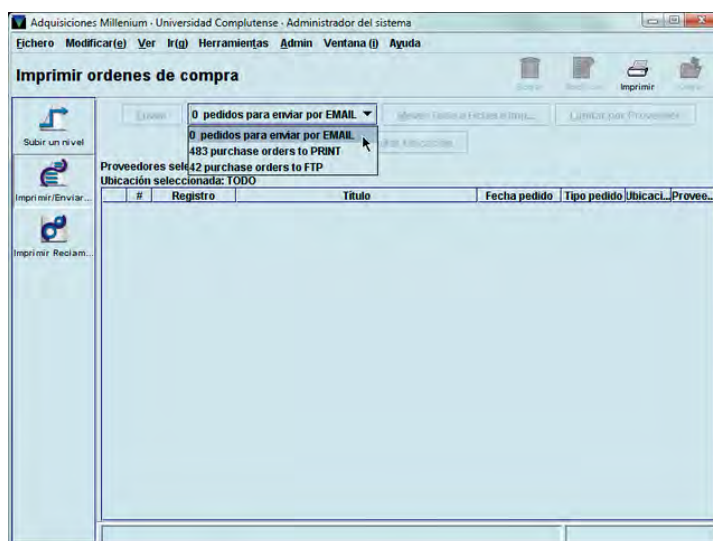 Adquisiciones Millenium · Universidad Complutense · Administrador del sistema
Fichero Modificar(e) Ver Ir(g) Herramientas Admin Ventana (i) Ayuda
Imprimir ordenes de compra
Imprimir
Subir un nivel
Enviar
0 pedidos para enviar por EMAIL
Limitar por Proveedor
0 pedidos para enviar por EMAIL
483 purchase orders to PRINT
42 purchase orders to FTP
Proveedores sel
Ubicación seleccionada: TODO
Imprimir/Enviar...
# Registro Título Fecha pedido Tipo pedido Ubicaci... Provee...
Imprimir Reclam...